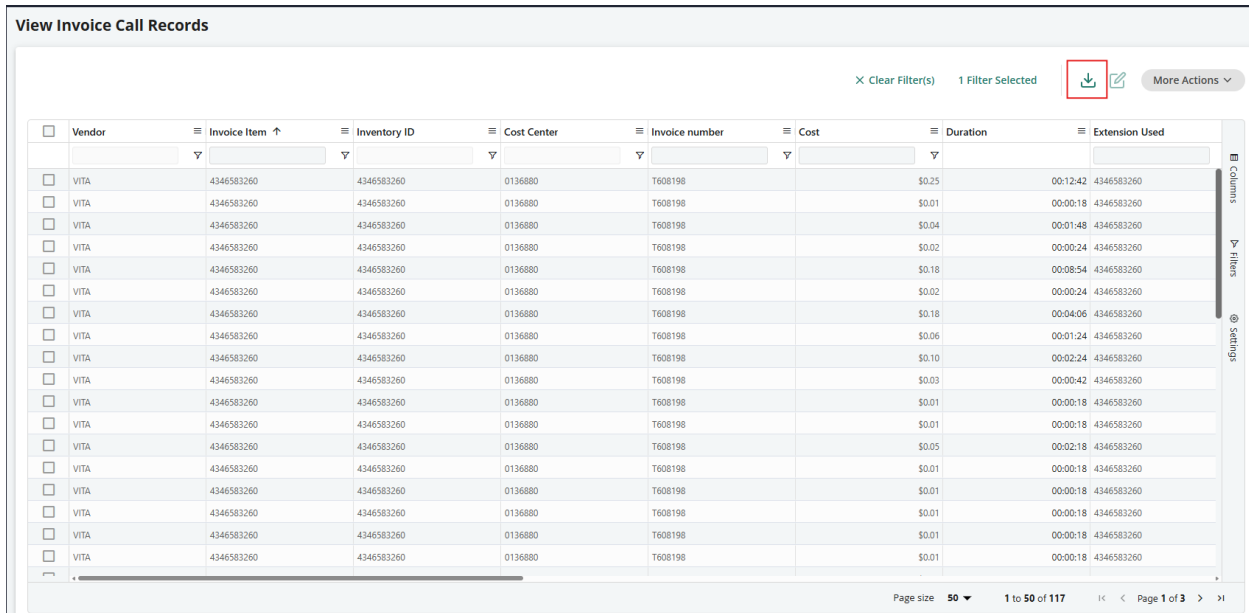 View Invoice Call Records
Clear Filter(s) 1 Filter Selected More Actions
Vendor Invoice Item Inventory ID Cost Center Invoice number Cost Duration Extension Used
VITA 4346583260 4346583260 0136880 T608198 $0.25 00:12:42 4346583260
VITA 4346583260 4346583260 0136880 T608198 $0.01 00:00:18 4346583260
VITA 4346583260 4346583260 0136880 T608198 $0.04 00:01:48 4346583260
VITA 4346583260 4346583260 0136880 T608198 $0.02 00:00:24 4346583260
VITA 4346583260 4346583260 0136880 T608198 $0.18 00:08:54 4346583260
VITA 4346583260 4346583260 0136880 T608198 $0.02 00:00:24 4346583260
VITA 4346583260 4346583260 0136880 T608198 $0.18 00:04:06 4346583260
VITA 4346583260 4346583260 0136880 T608198 $0.06 00:01:24 4346583260
VITA 4346583260 4346583260 0136880 T608198 $0.10 00:02:24 4346583260
VITA 4346583260 4346583260 0136880 T608198 $0.03 00:00:42 4346583260
VITA 4346583260 4346583260 0136880 T608198 $0.01 00:00:18 4346583260
VITA 4346583260 4346583260 0136880 T608198 $0.01 00:00:18 4346583260
VITA 4346583260 4346583260 0136880 T608198 $0.05 00:02:18 4346583260
VITA 4346583260 4346583260 0136880 T608198 $0.01 00:00:18 4346583260
VITA 4346583260 4346583260 0136880 T608198 $0.01 00:00:18 4346583260
VITA 4346583260 4346583260 0136880 T608198 $0.01 00:00:18 4346583260
VITA 4346583260 4346583260 0136880 T608198 $0.01 00:00:18 4346583260
VITA 4346583260 4346583260 0136880 T608198 $0.01 00:00:18 4346583260
Columns
Filters
Settings
Page size 50 1 to 50 of 117 Page 1 of 3